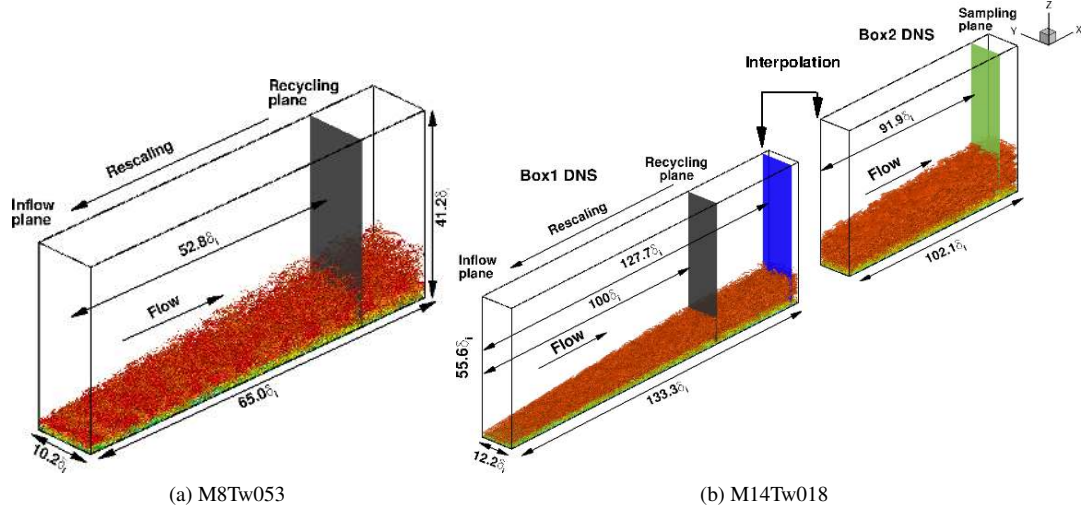 Recycling
plane
Rescaling
Inflow
plane
52.8δi
Flow
41.2δi
65.0δi
10.2δi
(a) M8Tw053
Box1 DNS
Recycling
plane
Rescaling
Inflow
plane
127.7δi
100δi
Flow
55.6δi
133.3δi
12.2δi
Interpolation
Box2 DNS
Sampling
plane
Z
Y
X
91.9δi
Flow
102.1δi
(b) M14Tw018